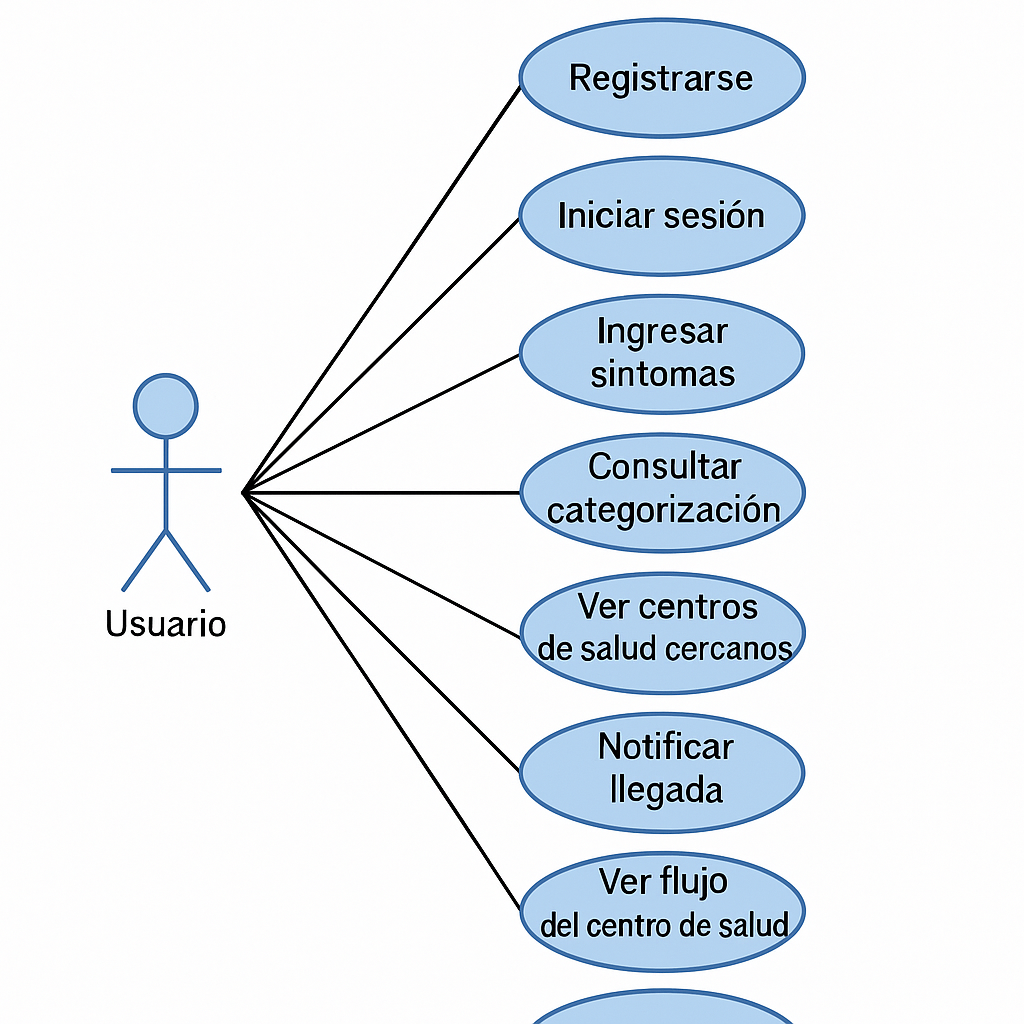 Registrarse
Iniciar sesión
Ingresar
sintomas
Consultar
categorización
Ver centros
de salud cercanos
Notificar
llegada
Ver flujo
del centro de salud
Usuario